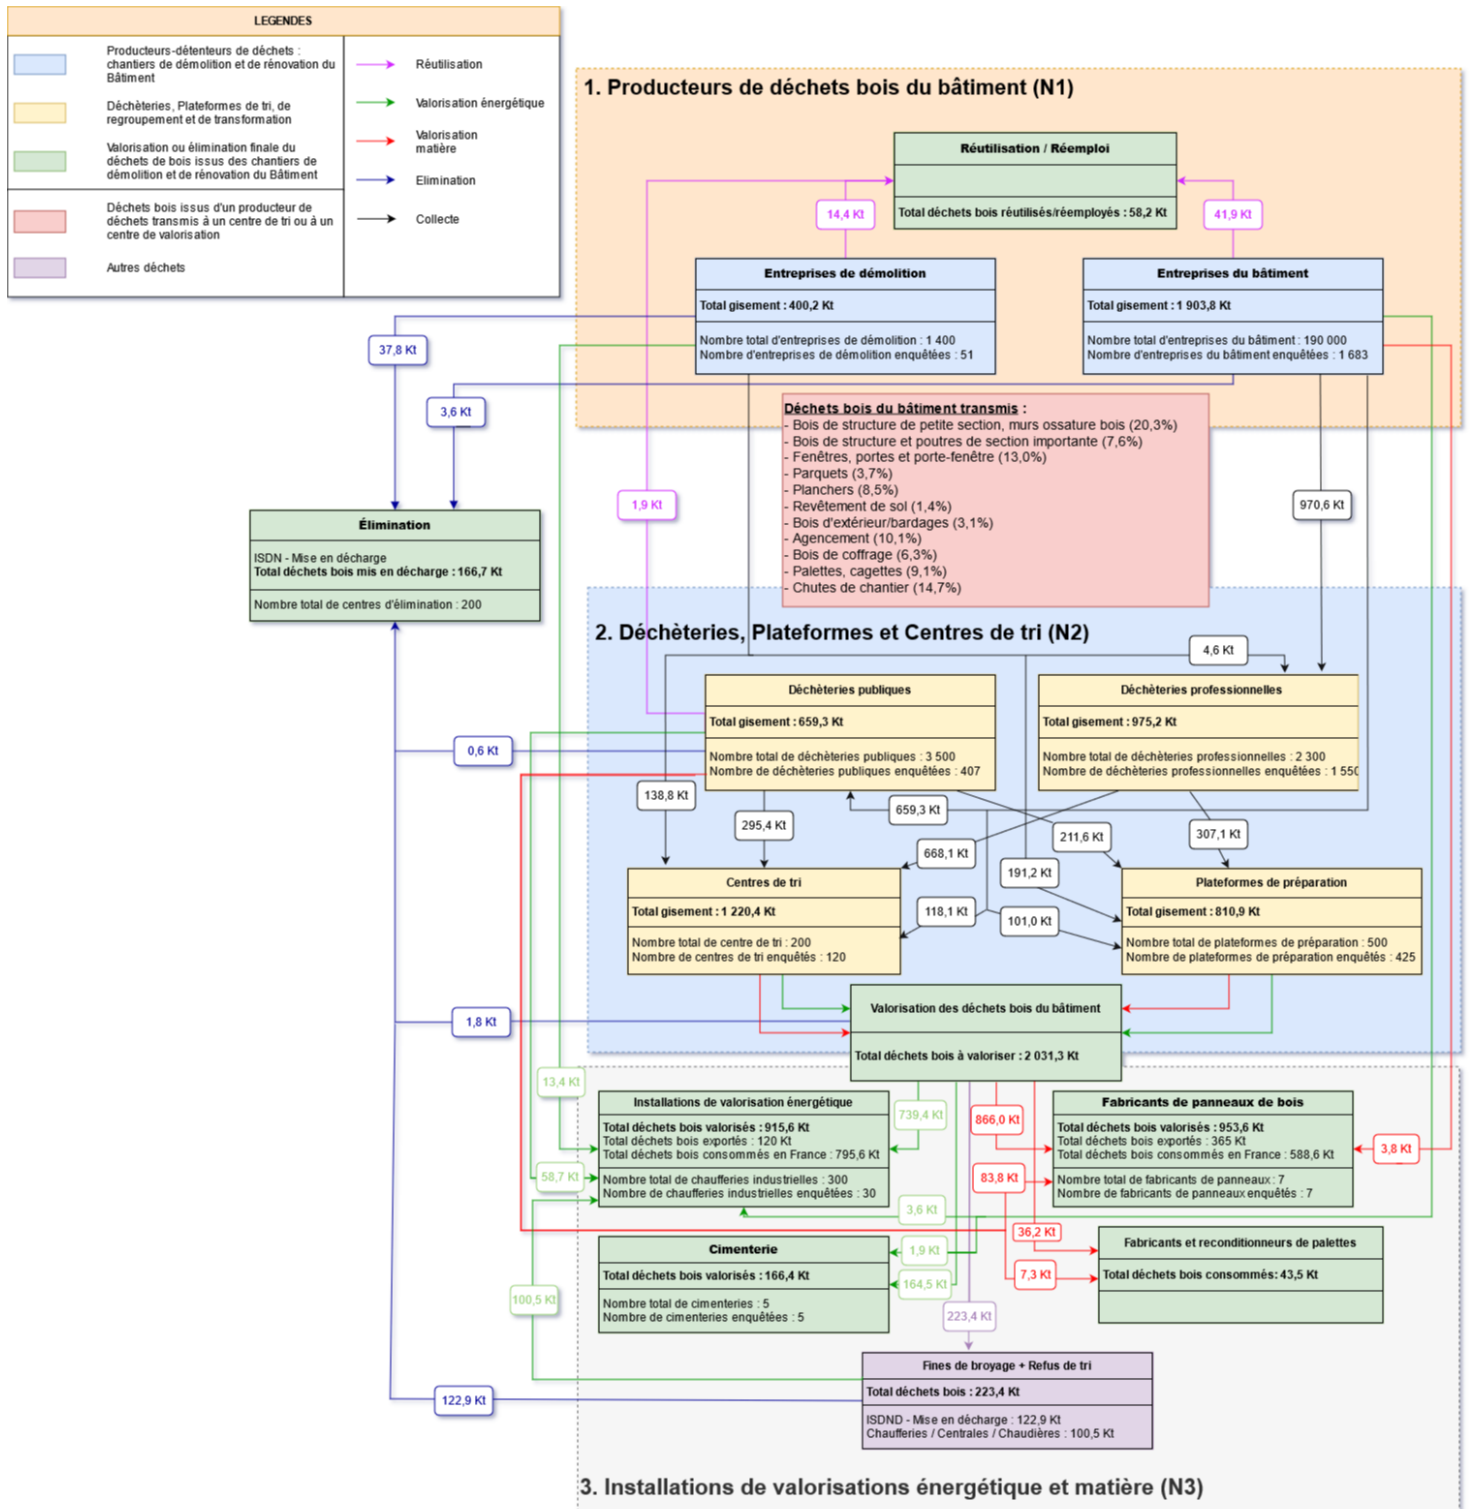 LEGENDES
Producteurs-détenteurs de déchets :
chantiers de démolition et de rénovation du
Bâtiment
Déchèteries, Plateformes de tri, de
regroupement et de transformation
Valorisation ou élimination finale du
déchets de bois issus des chantiers de
démolition et de rénovation du Bâtiment
Déchets bois issus d'un producteur de
déchets transmis à un centre de tri ou à un
centre de valorisation
Autres déchets
Réutilisation
Valorisation énergétique
Valorisation
matière
Elimination
Collecte
1. Producteurs de déchets bois du bâtiment (N1)
Réutilisation / Réemploi
Total déchets bois réutilisés/réemployés : 58,2 Kt
14,4 Kt
41,9 Kt
Entreprises de démolition
Total gisement : 400,2 Kt
Nombre total d'entreprises de démolition : 1 400
Nombre d'entreprises de démolition enquêtées : 51
Entreprises du bâtiment
Total gisement : 1 903,8 Kt
Nombre total d'entreprises du bâtiment : 190 000
Nombre d'entreprises du bâtiment enquêtées : 1 683
37,8 Kt
3,6 Kt
Déchets bois du bâtiment transmis :
- Bois de structure de petite section, murs ossature bois (20,3%)
- Bois de structure et poutres de section importante (7,6%)
- Fenêtres, portes et porte-fenêtre (13,0%)
- Parquets (3,7%)
- Planchers (8,5%)
- Revêtement de sol (1,4%)
- Bois d'extérieur/bardages (3,1%)
- Agencement (10,1%)
- Bois de coffrage (6,3%)
- Palettes, cagettes (9,1%)
- Chutes de chantier (14,7%)
1,9 Kt
970,6 Kt
Élimination
ISDN - Mise en décharge
Total déchets bois mis en décharge : 166,7 Kt
Nombre total de centres d'élimination : 200
2. Déchèteries, Plateformes et Centres de tri (N2)
4,6 Kt
Déchèteries publiques
Total gisement : 659,3 Kt
Nombre total de déchèteries publiques : 3 500
Nombre de déchèteries publiques enquêtées : 407
Déchèteries professionnelles
Total gisement : 975,2 Kt
Nombre total de déchèteries professionnelles : 2 300
Nombre de déchèteries professionnelles enquêtées : 1 550
0,6 Kt
138,8 Kt
295,4 Kt
659,3 Kt
668,1 Kt
211,6 Kt
307,1 Kt
191,2 Kt
118,1 Kt
101,0 Kt
Centres de tri
Total gisement : 1 220,4 Kt
Nombre total de centre de tri : 200
Nombre de centres de tri enquêtés : 120
Plateformes de préparation
Total gisement : 810,9 Kt
Nombre total de plateformes de préparation : 500
Nombre de plateformes de préparation enquêtés : 425
Valorisation des déchets bois du bâtiment
Total déchets bois à valoriser : 2 031,3 Kt
1,8 Kt
13,4 Kt
Installations de valorisation énergétique
Total déchets bois valorisés : 915,6 Kt
Total déchets bois exportés : 120 Kt
Total déchets bois consommés en France : 795,6 Kt
Nombre total de chaufferies industrielles : 300
Nombre de chaufferies industrielles enquêtées : 30
739,4 Kt
866,0 Kt
Fabricants de panneaux de bois
Total déchets bois valorisés : 953,6 Kt
Total déchets bois exportés : 365 Kt
Total déchets bois consommés en France : 588,6 Kt
Nombre total de fabricants de panneaux : 7
Nombre de fabricants de panneaux enquêtés : 7
3,8 Kt
58,7 Kt
83,8 Kt
3,6 Kt
36,2 Kt
Cimenterie
Total déchets bois valorisés : 166,4 Kt
Nombre total de cimenteries : 5
Nombre de cimenteries enquêtées : 5
1,9 Kt
164,5 Kt
7,3 Kt
Fabricants et reconditionneurs de palettes
Total déchets bois consommés: 43,5 Kt
100,5 Kt
223,4 Kt
Fines de broyage + Refus de tri
Total déchets bois : 223,4 Kt
ISDND - Mise en décharge : 122,9 Kt
Chaufferies / Centrales / Chaudières : 100,5 Kt
122,9 Kt
3. Installations de valorisations énergétique et matière (N3)